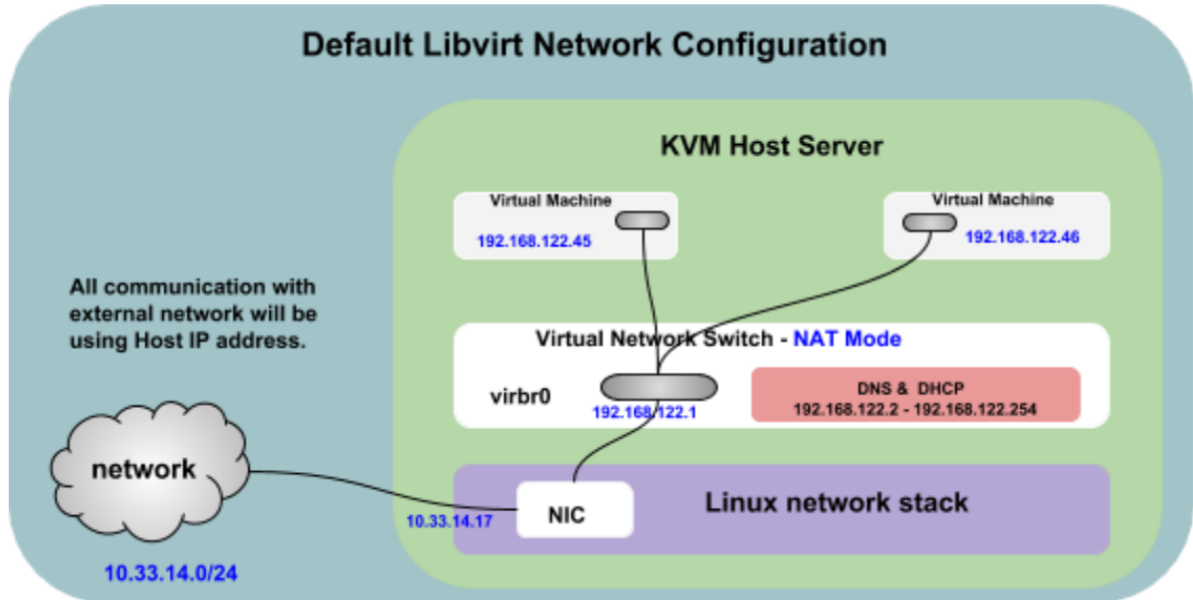 Default Libvirt Network Configuration
KVM Host Server
Virtual Machine
192.168.122.45
Virtual Machine
192.168.122.46
All communication with
external network will be
using Host IP address.
Virtual Network Switch - NAT Mode
virbr0
192.168.122.1
DNS & DHCP
192.168.122.2 - 192.168.122.254
network
10.33.14.0/24
10.33.14.17
NIC
Linux network stack